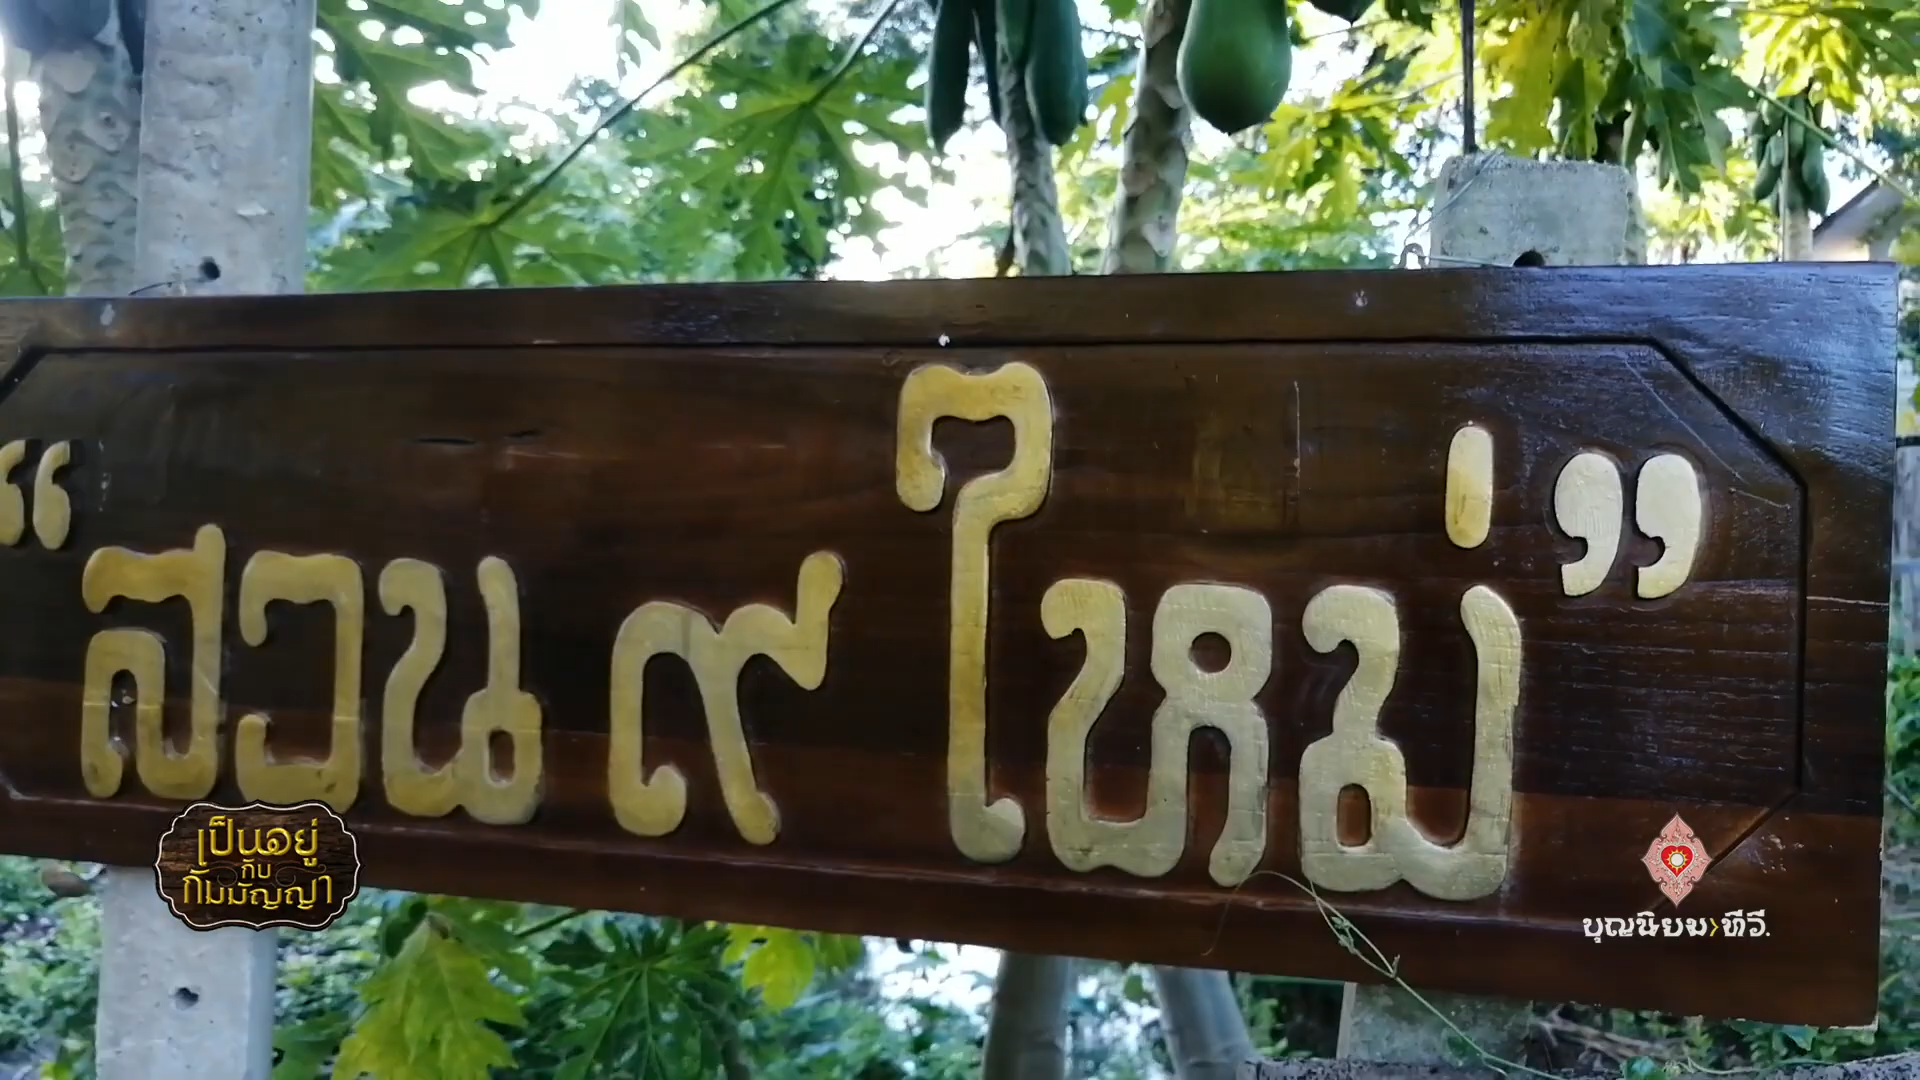 “สวน ๙ ใหม่”
เป็นอยู่
กับ
กัมมัญญา
บุญนิยม>ทีวี.